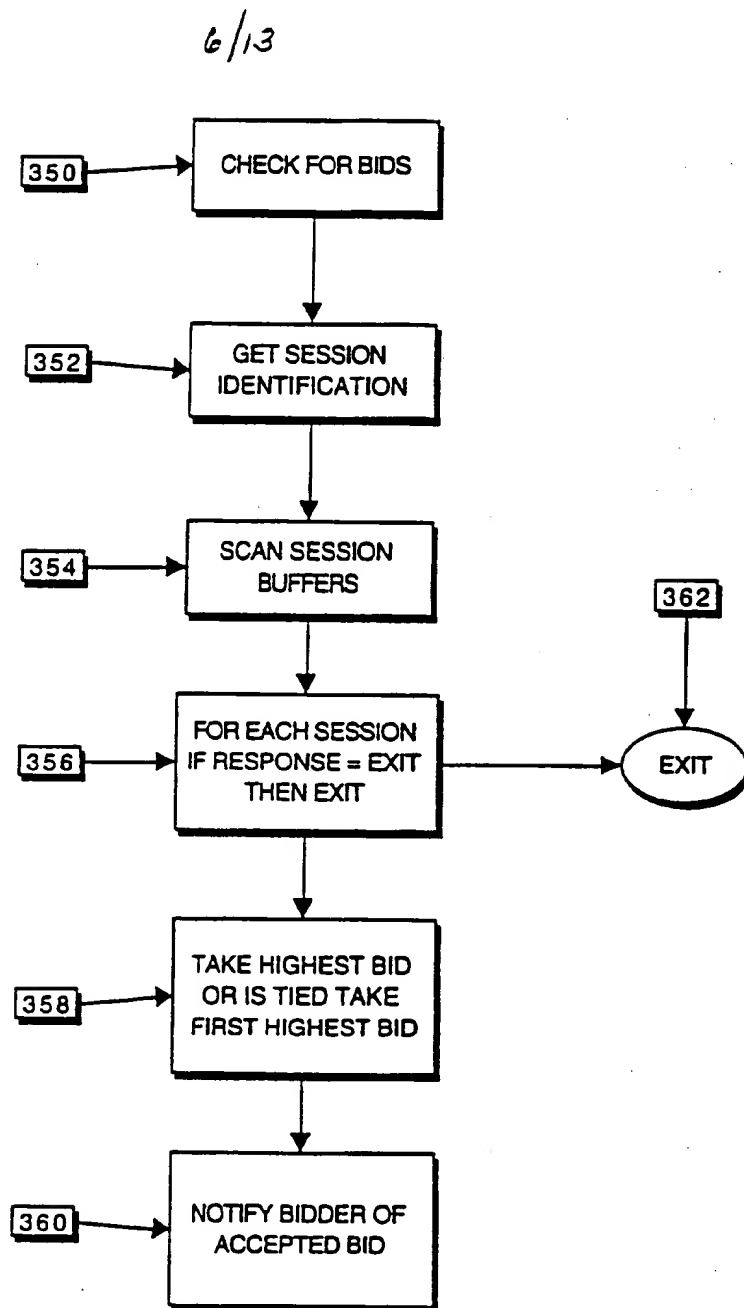 6/13
350
CHECK FOR BIDS
352
GET SESSION
IDENTIFICATION
354
SCAN SESSION
BUFFERS
362
356
FOR EACH SESSION
IF RESPONSE = EXIT
THEN EXIT
EXIT
358
TAKE HIGHEST BID
OR IS TIED TAKE
FIRST HIGHEST BID
360
NOTIFY BIDDER OF
ACCEPTED BID